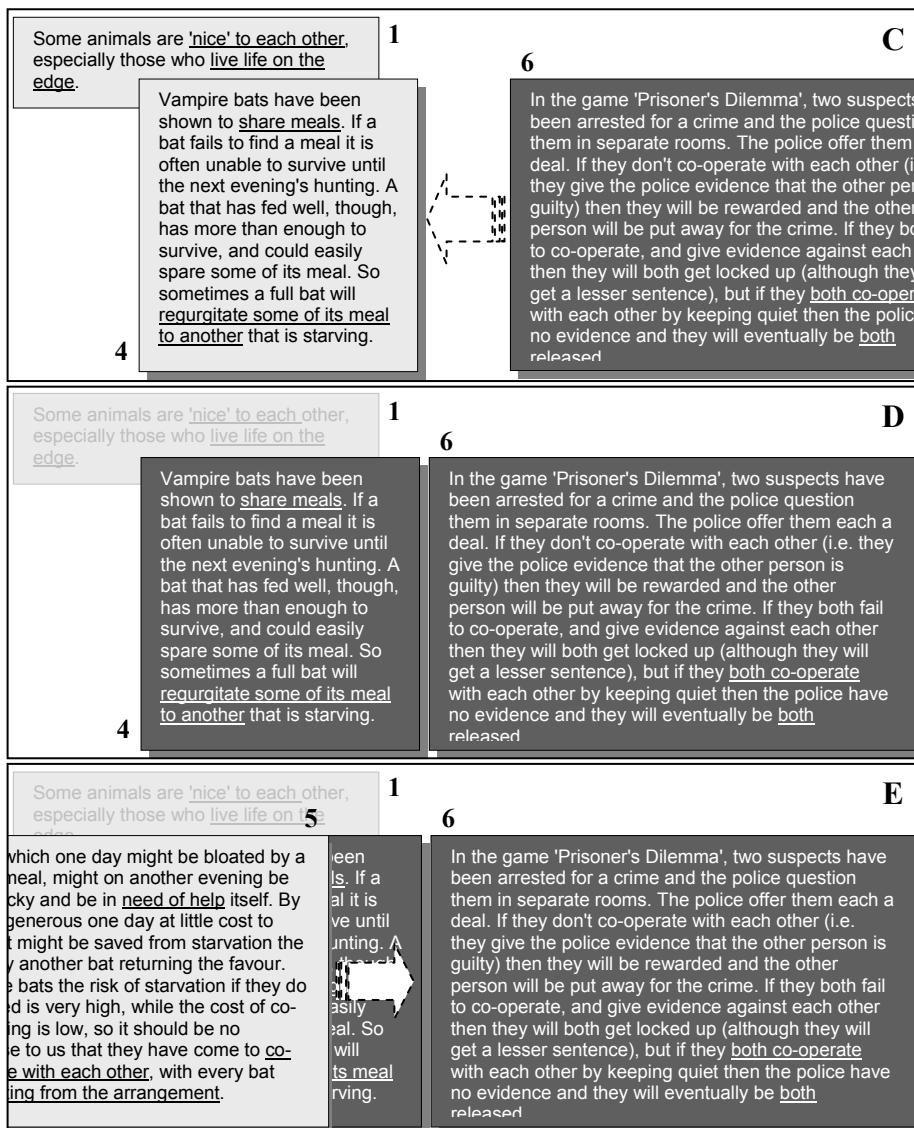 Some animals are 'nice' to each other,
especially those who live life on the
edge.
1
C
6
Vampire bats have been
shown to share meals. If a
bat fails to find a meal it is
often unable to survive until
the next evening's hunting. A
bat that has fed well, though,
has more than enough to
survive, and could easily
spare some of its meal. So
sometimes a full bat will
regurgitate some of its meal
to another that is starving.
4
In the game 'Prisoner's Dilemma', two suspects
been arrested for a crime and the police questi
them in separate rooms. The police offer them
deal. If they don't co-operate with each other (i
they give the police evidence that the other per
guilty) then they will be rewarded and the other
person will be put away for the crime. If they bo
to co-operate, and give evidence against each
then they will both get locked up (although they
get a lesser sentence), but if they both co-oper
with each other by keeping quiet then the polic
no evidence and they will eventually be both
released
Some animals are 'nice' to each other,
especially those who live life on the
edge.
1
D
6
Vampire bats have been
shown to share meals. If a
bat fails to find a meal it is
often unable to survive until
the next evening's hunting. A
bat that has fed well, though,
has more than enough to
survive, and could easily
spare some of its meal. So
sometimes a full bat will
regurgitate some of its meal
to another that is starving.
4
In the game 'Prisoner's Dilemma', two suspects have
been arrested for a crime and the police question
them in separate rooms. The police offer them each a
deal. If they don't co-operate with each other (i.e. they
give the police evidence that the other person is
guilty) then they will be rewarded and the other
person will be put away for the crime. If they both fail
to co-operate, and give evidence against each other
then they will both get locked up (although they will
get a lesser sentence), but if they both co-operate
with each other by keeping quiet then the police have
no evidence and they will eventually be both
released
Some animals are 'nice' to each other,
especially those who live life on the
edge.
1
E
5
6
which one day might be bloated by a
meal, might on another evening be
cky and be in need of help itself. By
generous one day at little cost to
t might be saved from starvation the
y another bat returning the favour.
e bats the risk of starvation if they do
ed is very high, while the cost of co-
ing is low, so it should be no
se to us that they have come to co-
e with each other, with every bat
ting from the arrangement.
een
ls. If a
al it is
ve until
unting. A
though,
asily
eal. So
will
its meal
rving.
In the game 'Prisoner's Dilemma', two suspects have
been arrested for a crime and the police question
them in separate rooms. The police offer them each a
deal. If they don't co-operate with each other (i.e.
they give the police evidence that the other person is
guilty) then they will be rewarded and the other
person will be put away for the crime. If they both fail
to co-operate, and give evidence against each other
then they will both get locked up (although they will
get a lesser sentence), but if they both co-operate
with each other by keeping quiet then the police have
no evidence and they will eventually be both
released